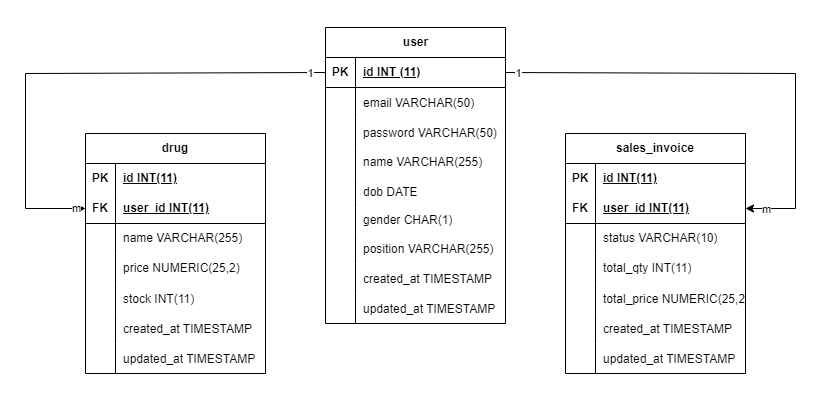 user
PK id INT (11)
email VARCHAR(50)
password VARCHAR(50)
name VARCHAR(255)
dob DATE
gender CHAR(1)
position VARCHAR(255)
created_at TIMESTAMP
updated_at TIMESTAMP
1
1
m
m
drug
PK id INT(11)
FK user_id INT(11)
name VARCHAR(255)
price NUMERIC(25,2)
stock INT(11)
created_at TIMESTAMP
updated_at TIMESTAMP
sales_invoice
PK id INT(11)
FK user_id INT(11)
status VARCHAR(10)
total_qty INT(11)
total_price NUMERIC(25,2
created_at TIMESTAMP
updated_at TIMESTAMP